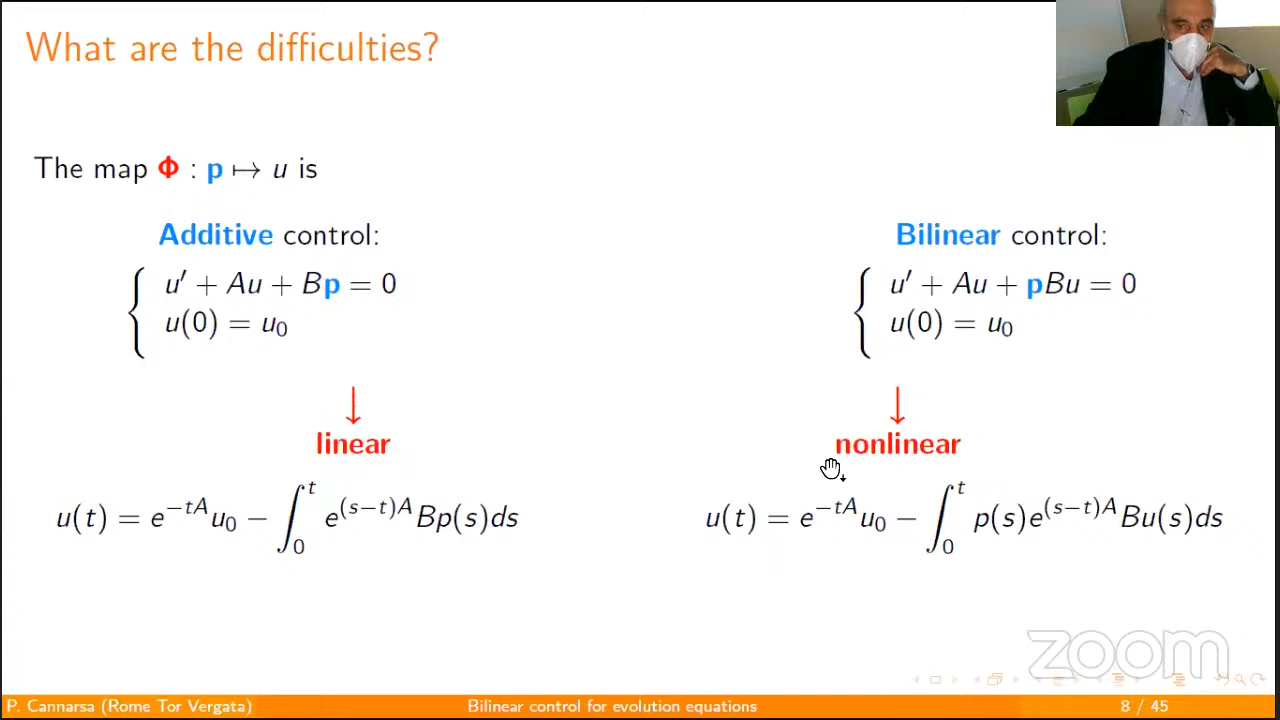 What are the difficulties?
The map Φ : p ↦ u is
Additive control:
{ u′ + Au + Bp = 0
u(0) = u₀
↓
linear
u(t) = e^{−tA}u₀ − ∫₀ᵗ e^{(s−t)A}Bp(s)ds
Bilinear control:
{ u′ + Au + pBu = 0
u(0) = u₀
↓
nonlinear
u(t) = e^{−tA}u₀ − ∫₀ᵗ p(s)e^{(s−t)A}Bu(s)ds
zoom
P. Cannarsa (Rome Tor Vergata)
Bilinear control for evolution equations
8 / 45